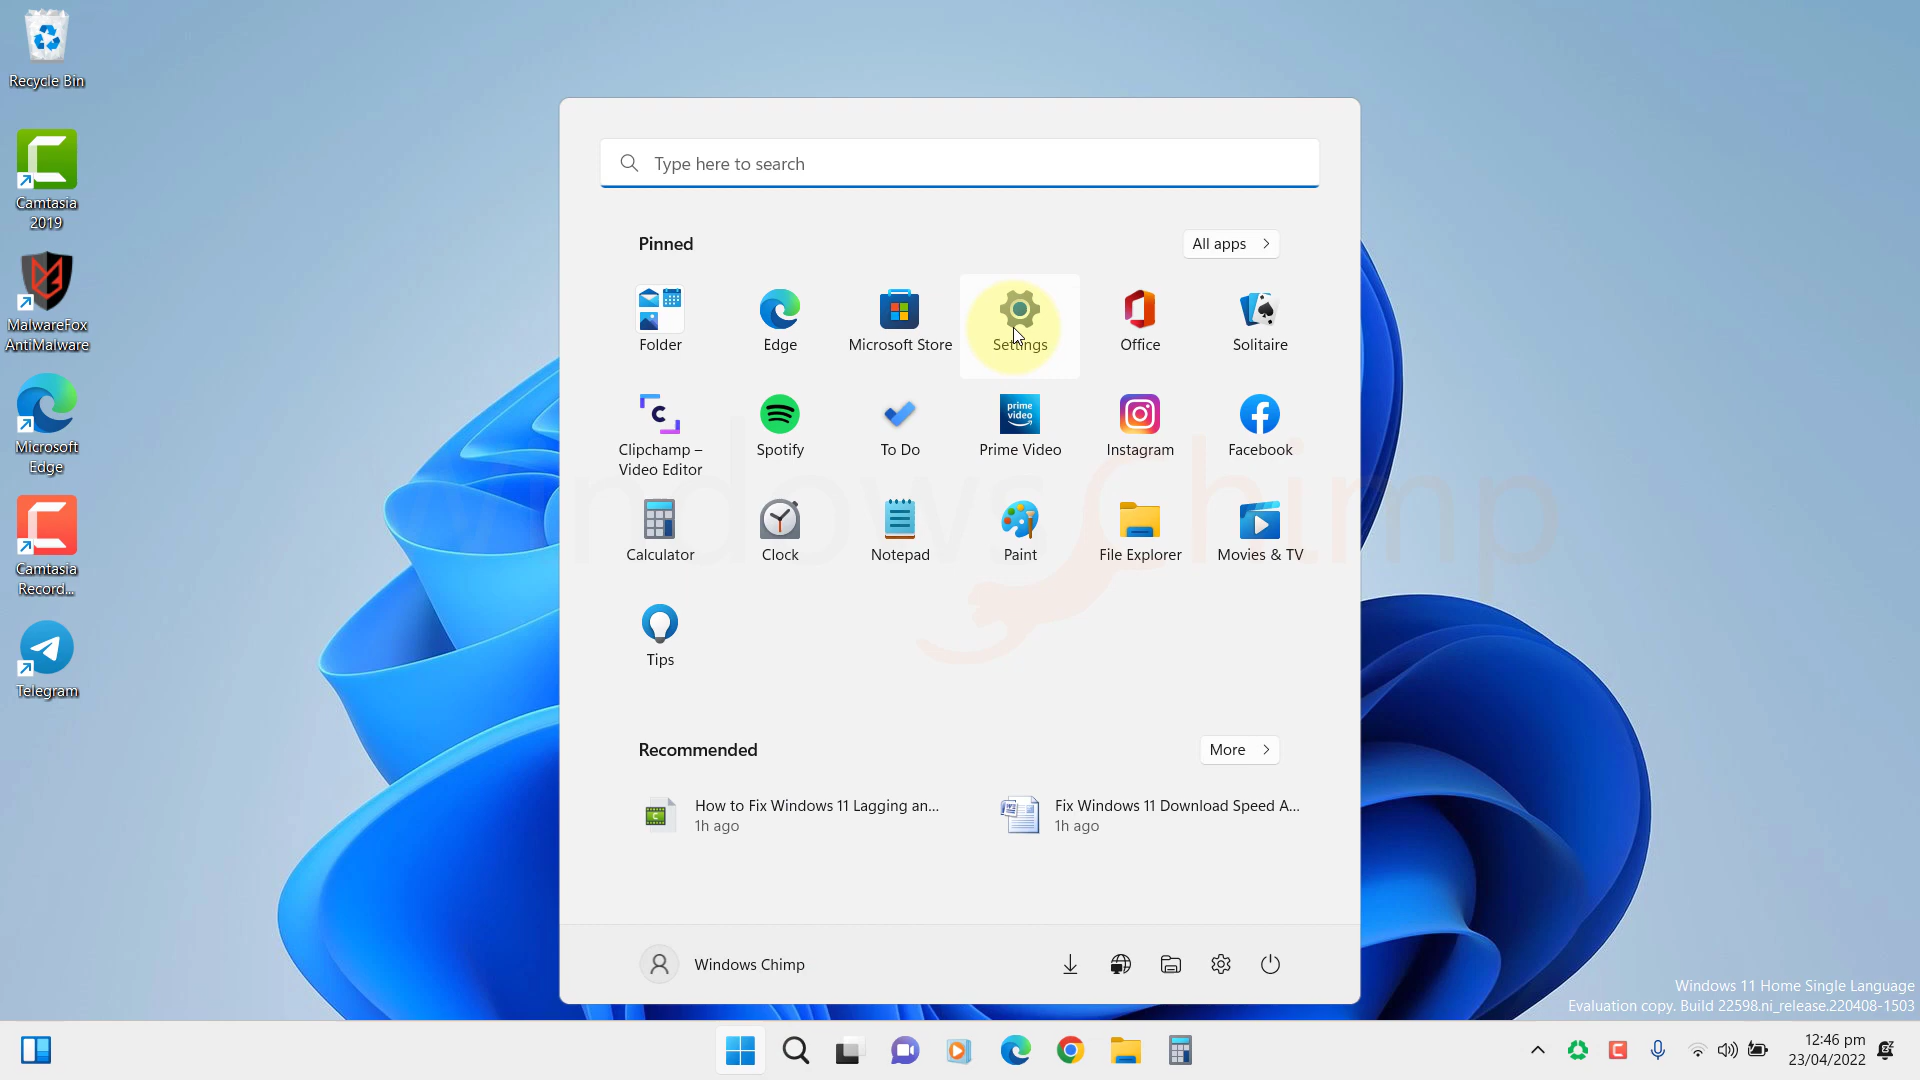 Recycle Bin
Camtasia
2019
MalwareFox
AntiMalware
Microsoft
Edge
Camtasia
Record...
Telegram
Type here to search
Pinned
All apps
Folder
Edge
Microsoft Store
Settings
Office
Solitaire
Clipchamp –
Video Editor
Spotify
To Do
prime
video
Prime Video
Instagram
Facebook
Calculator
Clock
Notepad
Paint
File Explorer
Movies & TV
Tips
windowsChimp
Recommended
More
How to Fix Windows 11 Lagging an...
1h ago
Fix Windows 11 Download Speed A...
1h ago
Windows Chimp
Windows 11 Home Single Language
Evaluation copy. Build 22598.ni_release.220408-1503
12:46 pm
23/04/2022